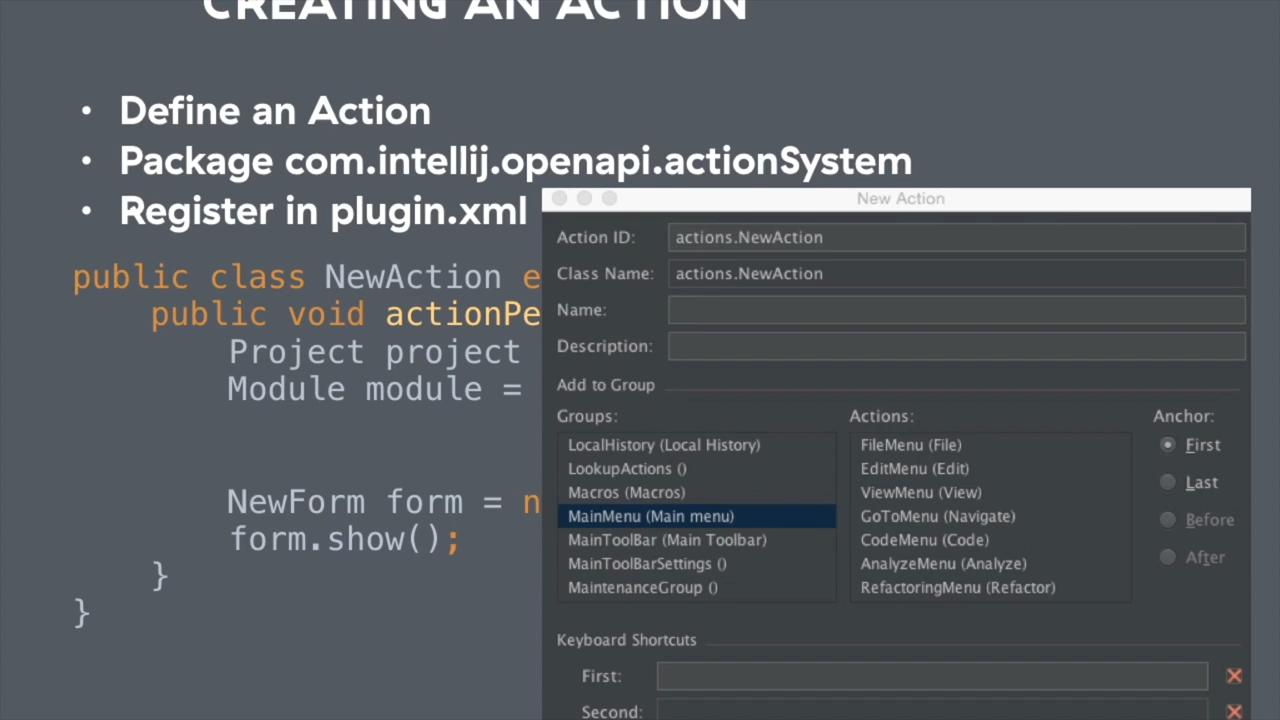 CREATING AN ACTION
• Define an Action
• Package com.intellij.openapi.actionSystem
• Register in plugin.xml
public class NewAction e
public void actionPe
Project project
Module module =
NewForm form = n
form.show();
}
}
New Action
Action ID: actions.NewAction
Class Name: actions.NewAction
Name:
Description:
Add to Group
Groups: Actions: Anchor:
LocalHistory (Local History) FileMenu (File) First
LookupActions () EditMenu (Edit)
Macros (Macros) ViewMenu (View) Last
MainMenu (Main menu) GoToMenu (Navigate) Before
MainToolBar (Main Toolbar) CodeMenu (Code)
MainToolBarSettings () AnalyzeMenu (Analyze) After
MaintenanceGroup () RefactoringMenu (Refactor)
Keyboard Shortcuts
First:
Second: